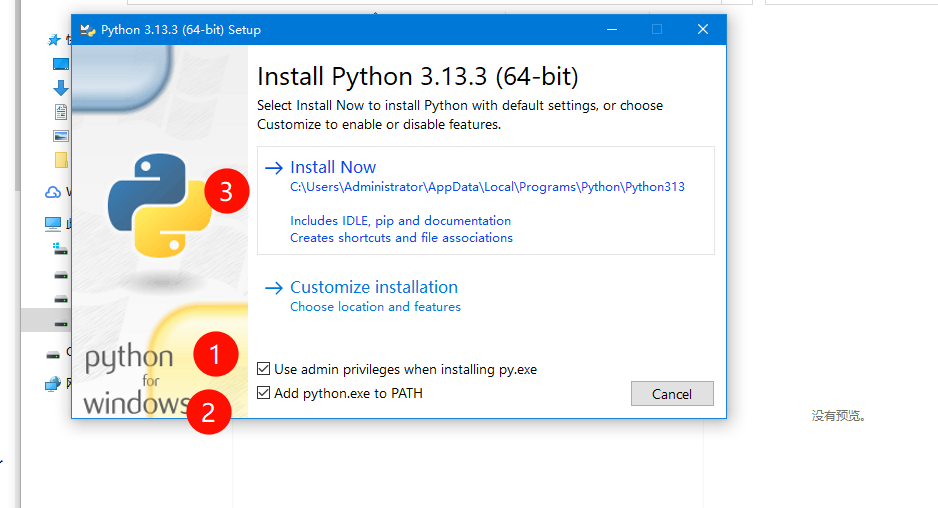 Python 3.13.3 (64-bit) Setup
Install Python 3.13.3 (64-bit)
Select Install Now to install Python with default settings, or choose
Customize to enable or disable features.
3
Install Now
C:\Users\Administrator\AppData\Local\Programs\Python\Python313
Includes IDLE, pip and documentation
Creates shortcuts and file associations
Customize installation
Choose location and features
python
for
windows
1
Use admin privileges when installing py.exe
2
Add python.exe to PATH
Cancel
没有预览。